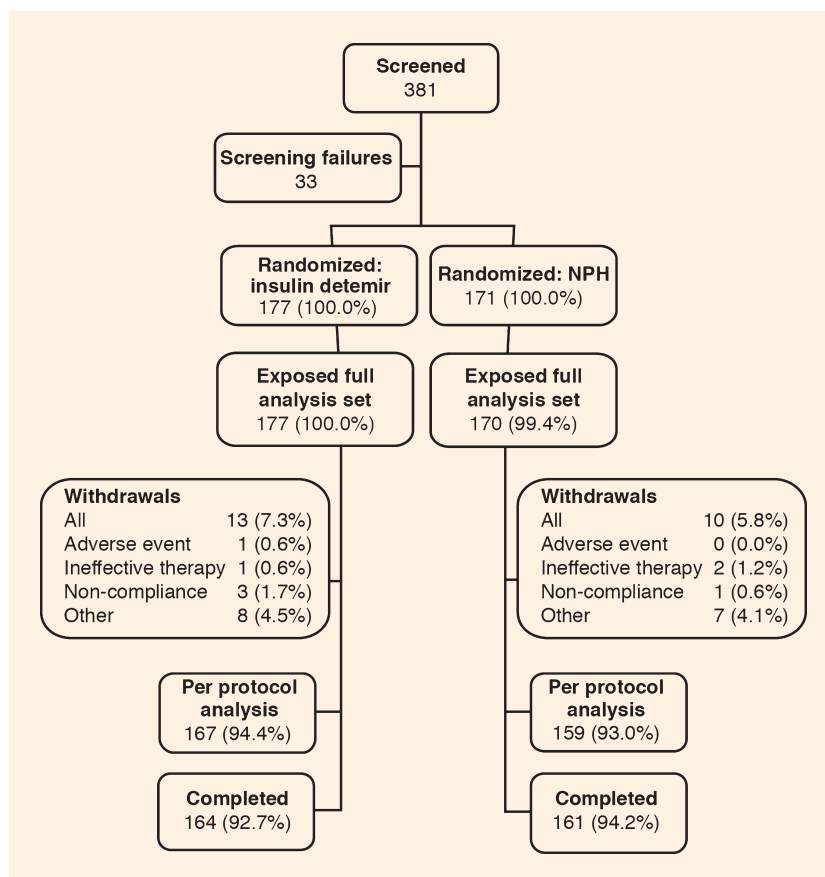 Screened
381
Screening failures
33
Randomized:
insulin detemir
177 (100.0%)
Randomized: NPH
171 (100.0%)
Exposed full
analysis set
177 (100.0%)
Exposed full
analysis set
170 (99.4%)
Withdrawals
All 13 (7.3%)
Adverse event 1 (0.6%)
Ineffective therapy 1 (0.6%)
Non-compliance 3 (1.7%)
Other 8 (4.5%)
Withdrawals
All 10 (5.8%)
Adverse event 0 (0.0%)
Ineffective therapy 2 (1.2%)
Non-compliance 1 (0.6%)
Other 7 (4.1%)
Per protocol
analysis
167 (94.4%)
Per protocol
analysis
159 (93.0%)
Completed
164 (92.7%)
Completed
161 (94.2%)